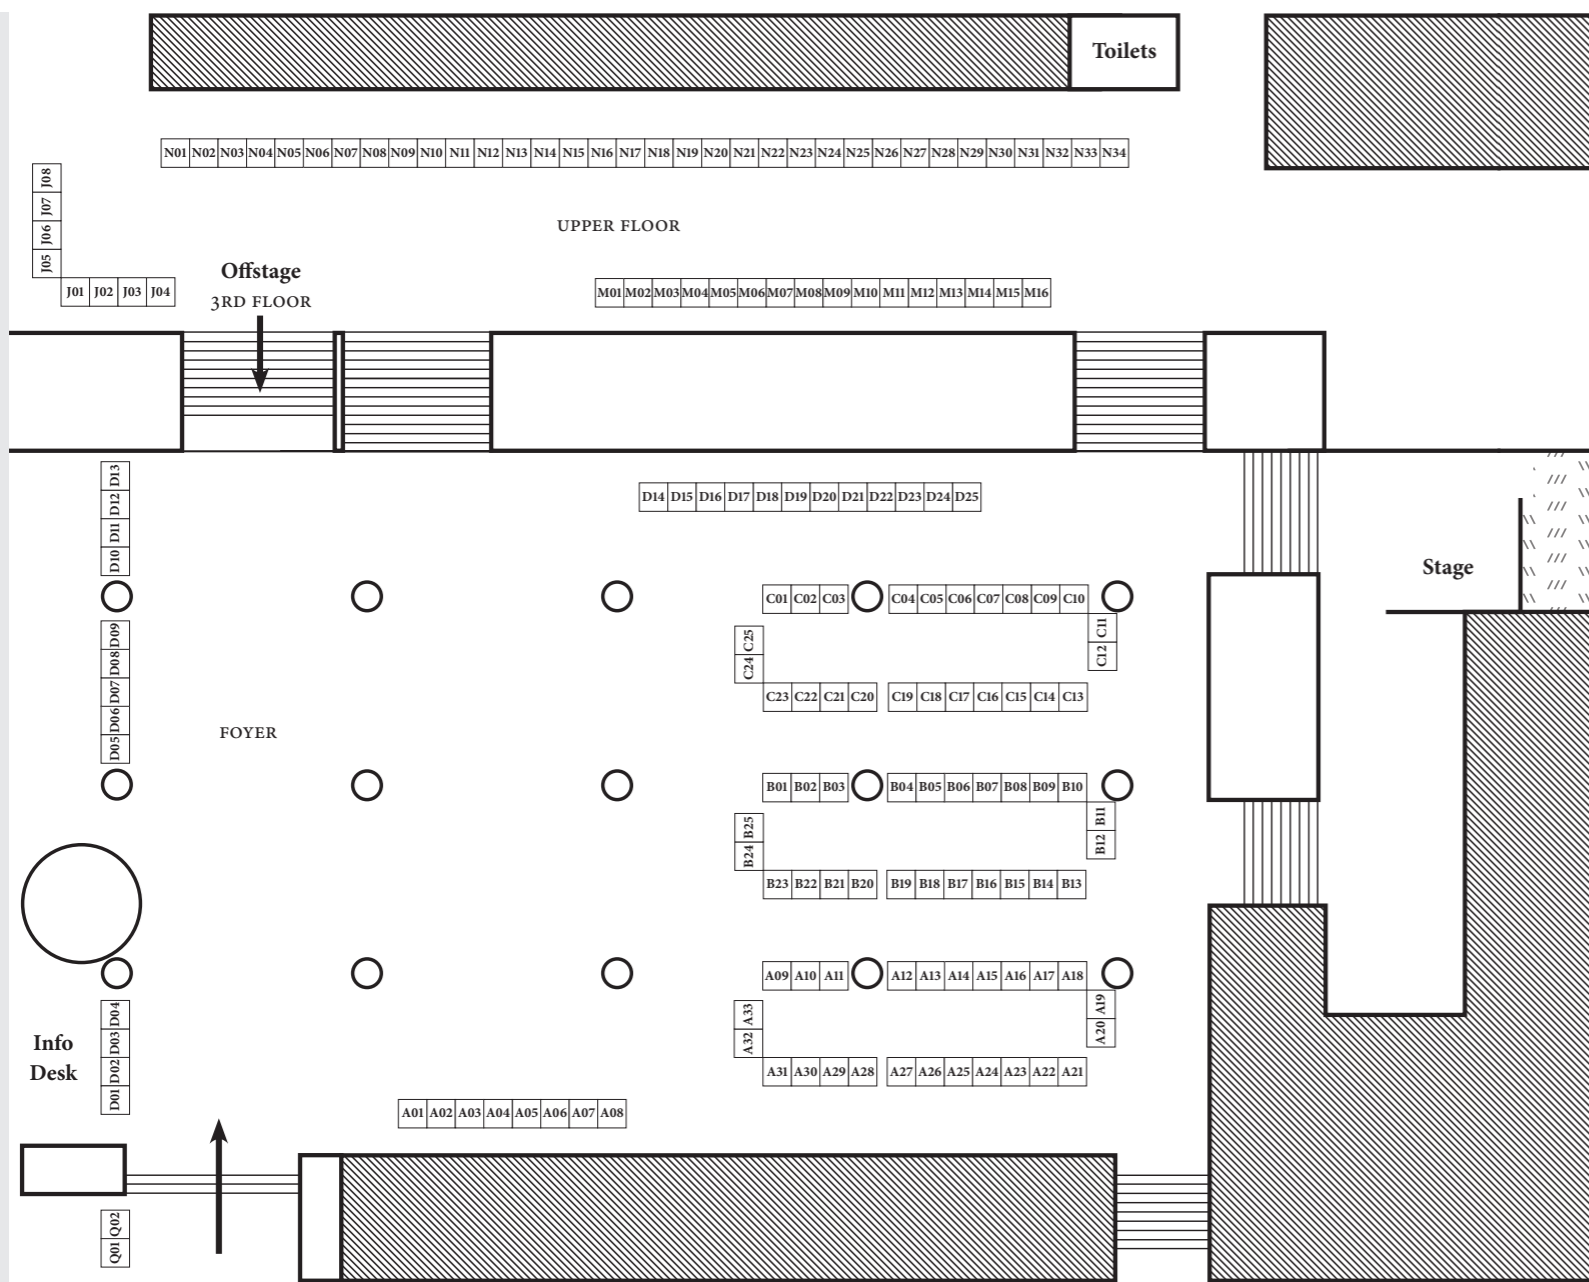 Toilets
N01 N02 N03 N04 N05 N06 N07 N08 N09 N10 N11 N12 N13 N14 N15 N16 N17 N18 N19 N20 N21 N22 N23 N24 N25 N26 N27 N28 N29 N30 N31 N32 N33 N34
J08
J07
J06
J05
UPPER FLOOR
J01 J02 J03 J04
Offstage
3RD FLOOR
M01 M02 M03 M04 M05 M06 M07 M08 M09 M10 M11 M12 M13 M14 M15 M16
D13
D12
D11
D10
D14 D15 D16 D17 D18 D19 D20 D21 D22 D23 D24 D25
Stage
C01 C02 C03 C04 C05 C06 C07 C08 C09 C10
C11
C12
C25
C24
C23 C22 C21 C20 C19 C18 C17 C16 C15 C14 C13
D09
D08
D07
D06
D05
FOYER
B01 B02 B03 B04 B05 B06 B07 B08 B09 B10
B11
B12
B25
B24
B23 B22 B21 B20 B19 B18 B17 B16 B15 B14 B13
A09 A10 A11 A12 A13 A14 A15 A16 A17 A18
A19
A20
A33
A32
A31 A30 A29 A28 A27 A26 A25 A24 A23 A22 A21
Info
Desk
D04
D03
D02
D01
A01 A02 A03 A04 A05 A06 A07 A08
Q02
Q01